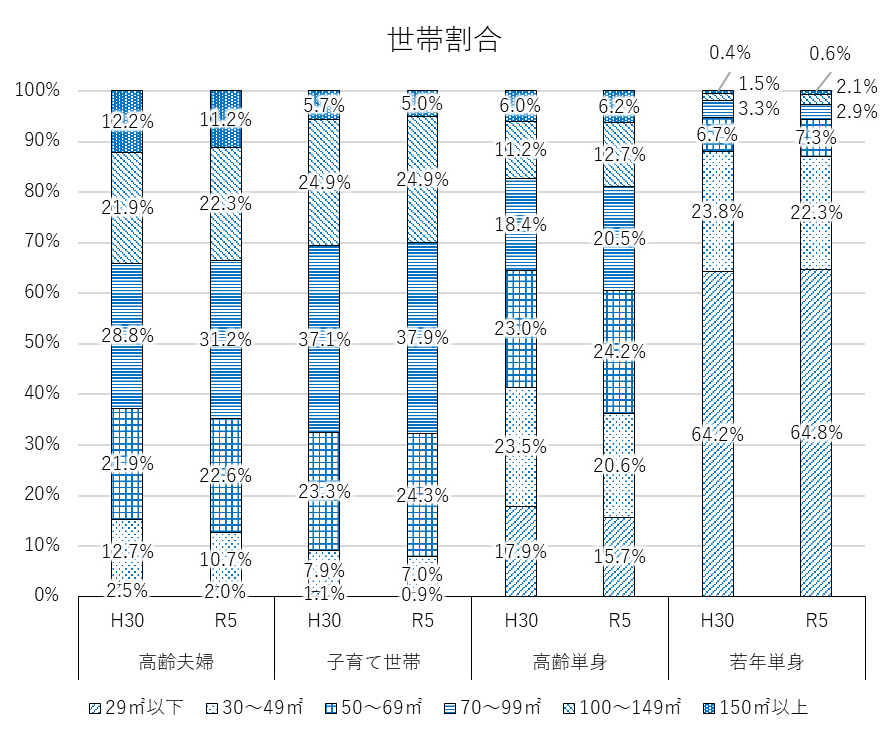 世帯割合
0.4% 0.6%
100% 12.2% 11.2% 5.7% 5.0% 6.0% 6.2% 1.5% 2.1%
3.3% 2.9%
90% 6.7% 7.3%
11.2% 12.7%
80% 24.9% 24.9%
21.9% 22.3% 18.4% 23.8% 22.3%
70% 20.5%
60%
50% 28.8% 31.2% 37.1% 37.9% 23.0% 24.2%
40%
30% 23.5% 64.2% 64.8%
21.9% 22.6% 20.6%
20% 23.3% 24.3%
10% 12.7% 10.7% 7.9% 7.0% 17.9% 15.7%
0% 2.5% 2.0% 1.1% 0.9%
H30 R5 H30 R5 H30 R5 H30 R5
高齢夫婦 子育て世帯 高齢単身 若年単身
29㎡以下 30～49㎡ 50～69㎡ 70～99㎡ 100～149㎡ 150㎡以上